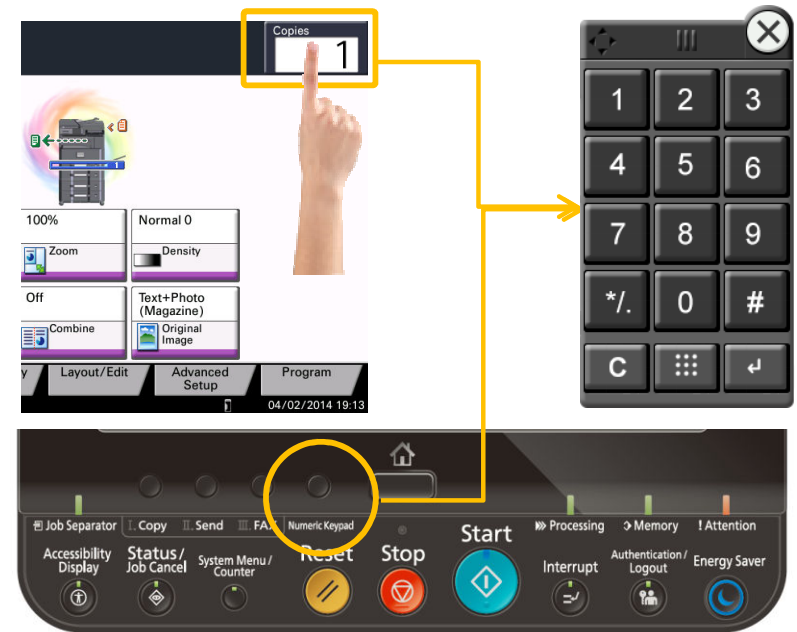 Copies
1
1
100%
Zoom
Normal 0
Density
Off
Combine
Text+Photo
(Magazine)
Original
Image
y
Layout/Edit
Advanced
Setup
Program
04/02/2014 19:13
1 2 3
4 5 6
7 8 9
*/. 0 #
C
Job Separator
I. Copy II. Send III. FAX Numeric Keypad
Start
Processing Memory ! Attention
Accessibility
Display
Status/
Job Cancel
System Menu/
Counter
Reset
Stop
Interrupt
Authentication/
Logout
Energy Saver